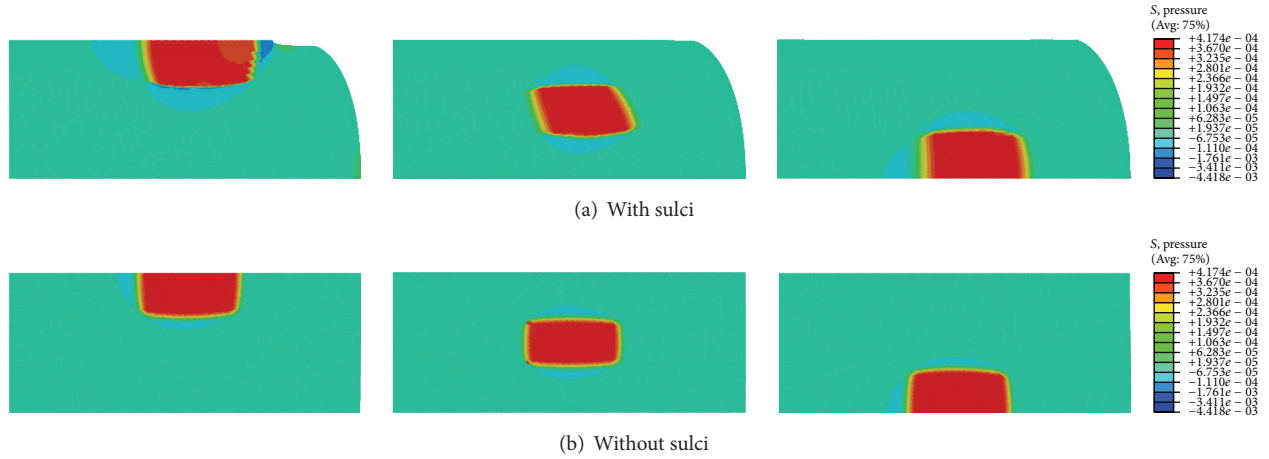 S, pressure
(Avg: 75%)
+4.174e − 04
+3.670e − 04
+3.235e − 04
+2.801e − 04
+2.366e − 04
+1.932e − 04
+1.497e − 04
+1.063e − 04
+6.283e − 05
+1.937e − 05
−6.753e − 05
−1.110e − 04
−1.761e − 03
−3.411e − 03
−4.418e − 03
(a) With sulci
S, pressure
(Avg: 75%)
+4.174e − 04
+3.670e − 04
+3.235e − 04
+2.801e − 04
+2.366e − 04
+1.932e − 04
+1.497e − 04
+1.063e − 04
+6.283e − 05
+1.937e − 05
−6.753e − 05
−1.110e − 04
−1.761e − 03
−3.411e − 03
−4.418e − 03
(b) Without sulci